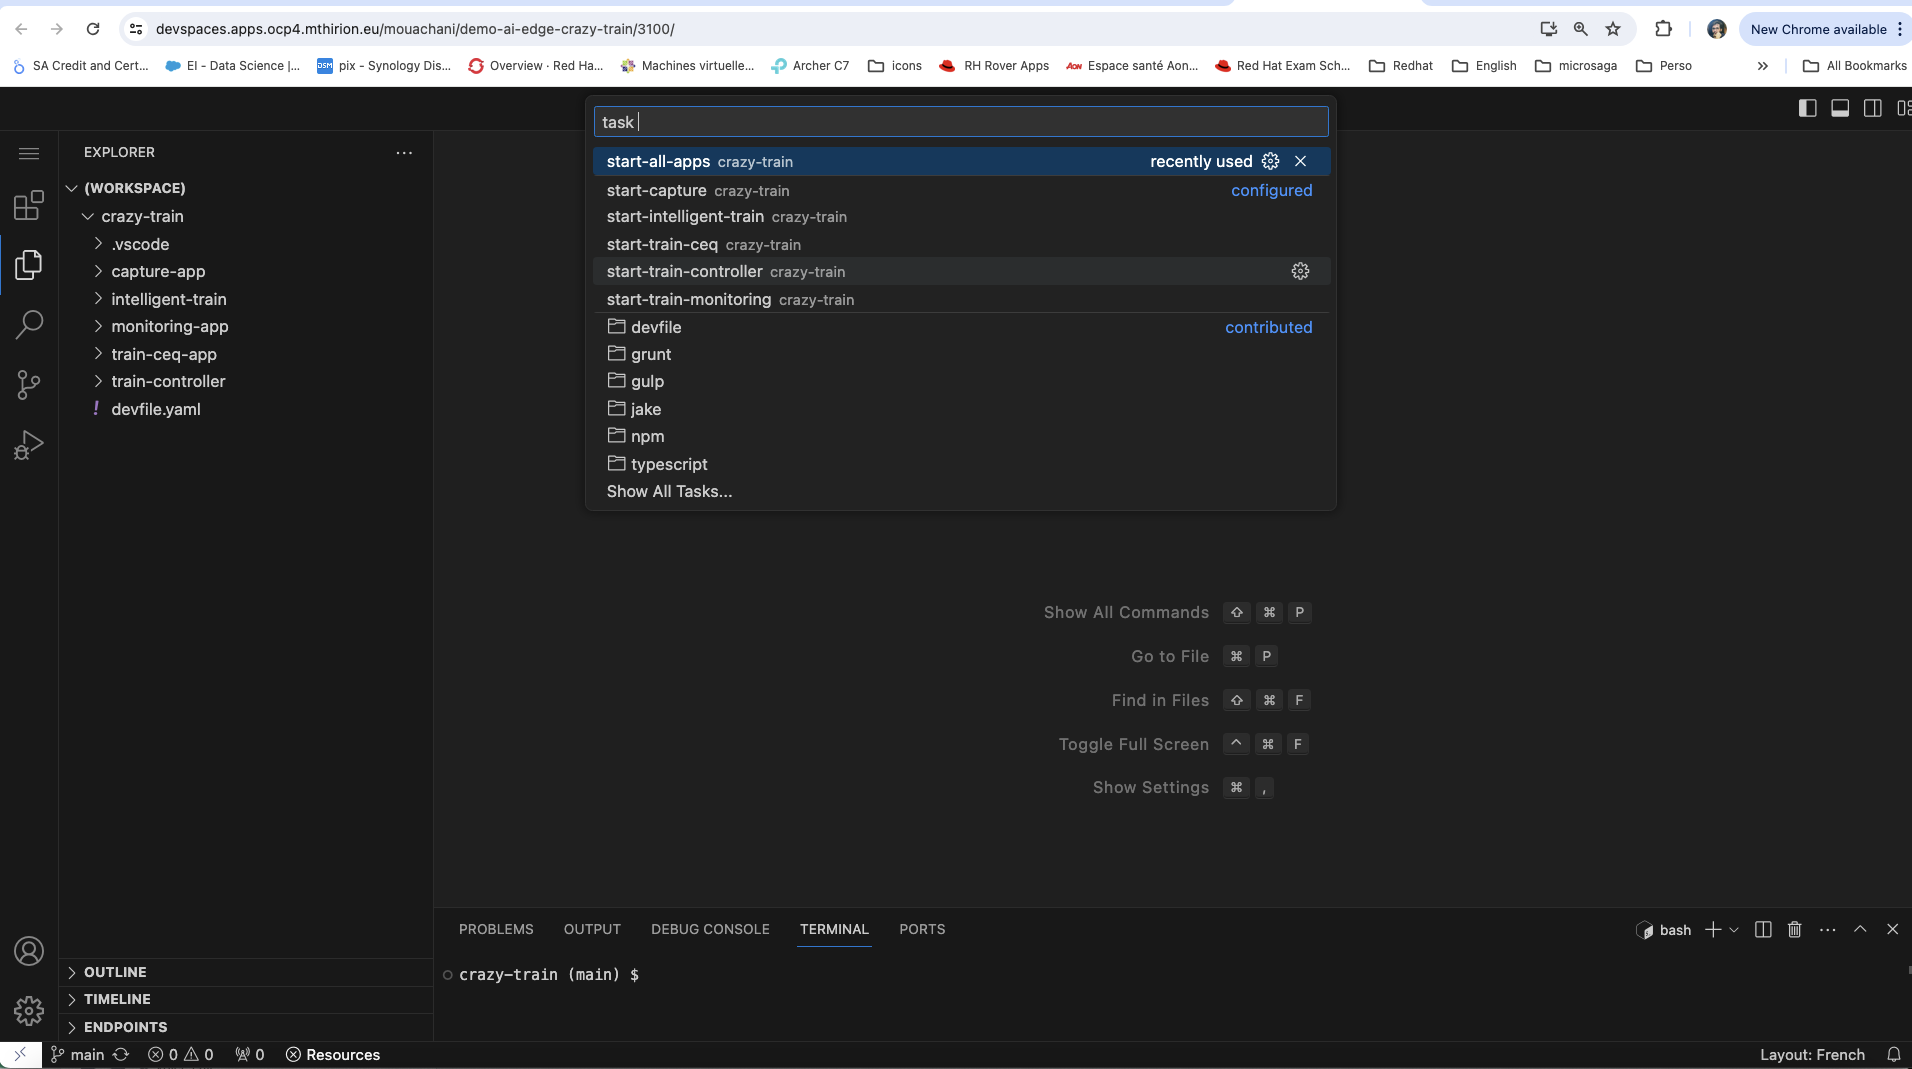 devspaces.apps.ocp4.mthirion.eu/mouachani/demo-ai-edge-crazy-train/3100/
New Chrome available
SA Credit and Cert...
EI - Data Science |...
pix - Synology Dis...
Overview · Red Ha...
Machines virtuelle...
Archer C7
icons
RH Rover Apps
Espace santé Aon...
Red Hat Exam Sch...
Redhat
English
microsaga
Perso
All Bookmarks
task
EXPLORER
(WORKSPACE)
crazy-train
.vscode
capture-app
intelligent-train
monitoring-app
train-ceq-app
train-controller
! devfile.yaml
start-all-apps crazy-train recently used
start-capture crazy-train configured
start-intelligent-train crazy-train
start-train-ceq crazy-train
start-train-controller crazy-train
start-train-monitoring crazy-train
devfile contributed
grunt
gulp
jake
npm
typescript
Show All Tasks...
Show All Commands ⇧ ⌘ P
Go to File ⌘ P
Find in Files ⇧ ⌘ F
Toggle Full Screen ⌃ ⌘ F
Show Settings ⌘ ,
PROBLEMS OUTPUT DEBUG CONSOLE TERMINAL PORTS
bash
crazy-train (main) $
OUTLINE
TIMELINE
ENDPOINTS
main 0 0 0 Resources
Layout: French